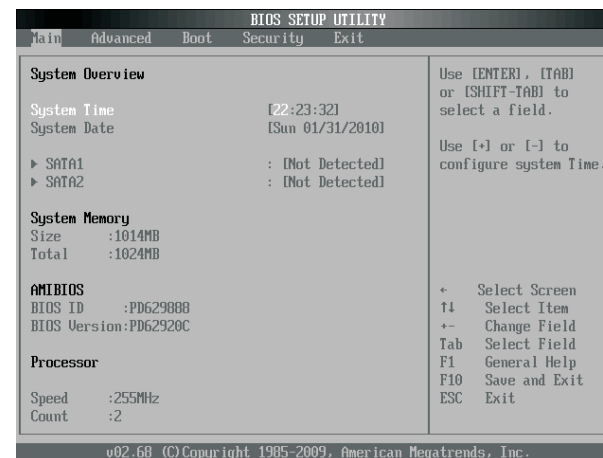 BIOS SETUP UTILITY
Main Advanced Boot Security Exit
System Overview
System Time [22:23:32]
System Date [Sun 01/31/2010]
▶ SATA1 : [Not Detected]
▶ SATA2 : [Not Detected]
System Memory
Size :1014MB
Total :1024MB
AMIBIOS
BIOS ID :PD629888
BIOS Version:PD62920C
Processor
Speed :255MHz
Count :2
Use [ENTER], [TAB]
or [SHIFT-TAB] to
select a field.
Use [+] or [-] to
configure system Time.
← Select Screen
↑↓ Select Item
+- Change Field
Tab Select Field
F1 General Help
F10 Save and Exit
ESC Exit
v02.68 (C)Copyright 1985-2009, American Megatrends, Inc.